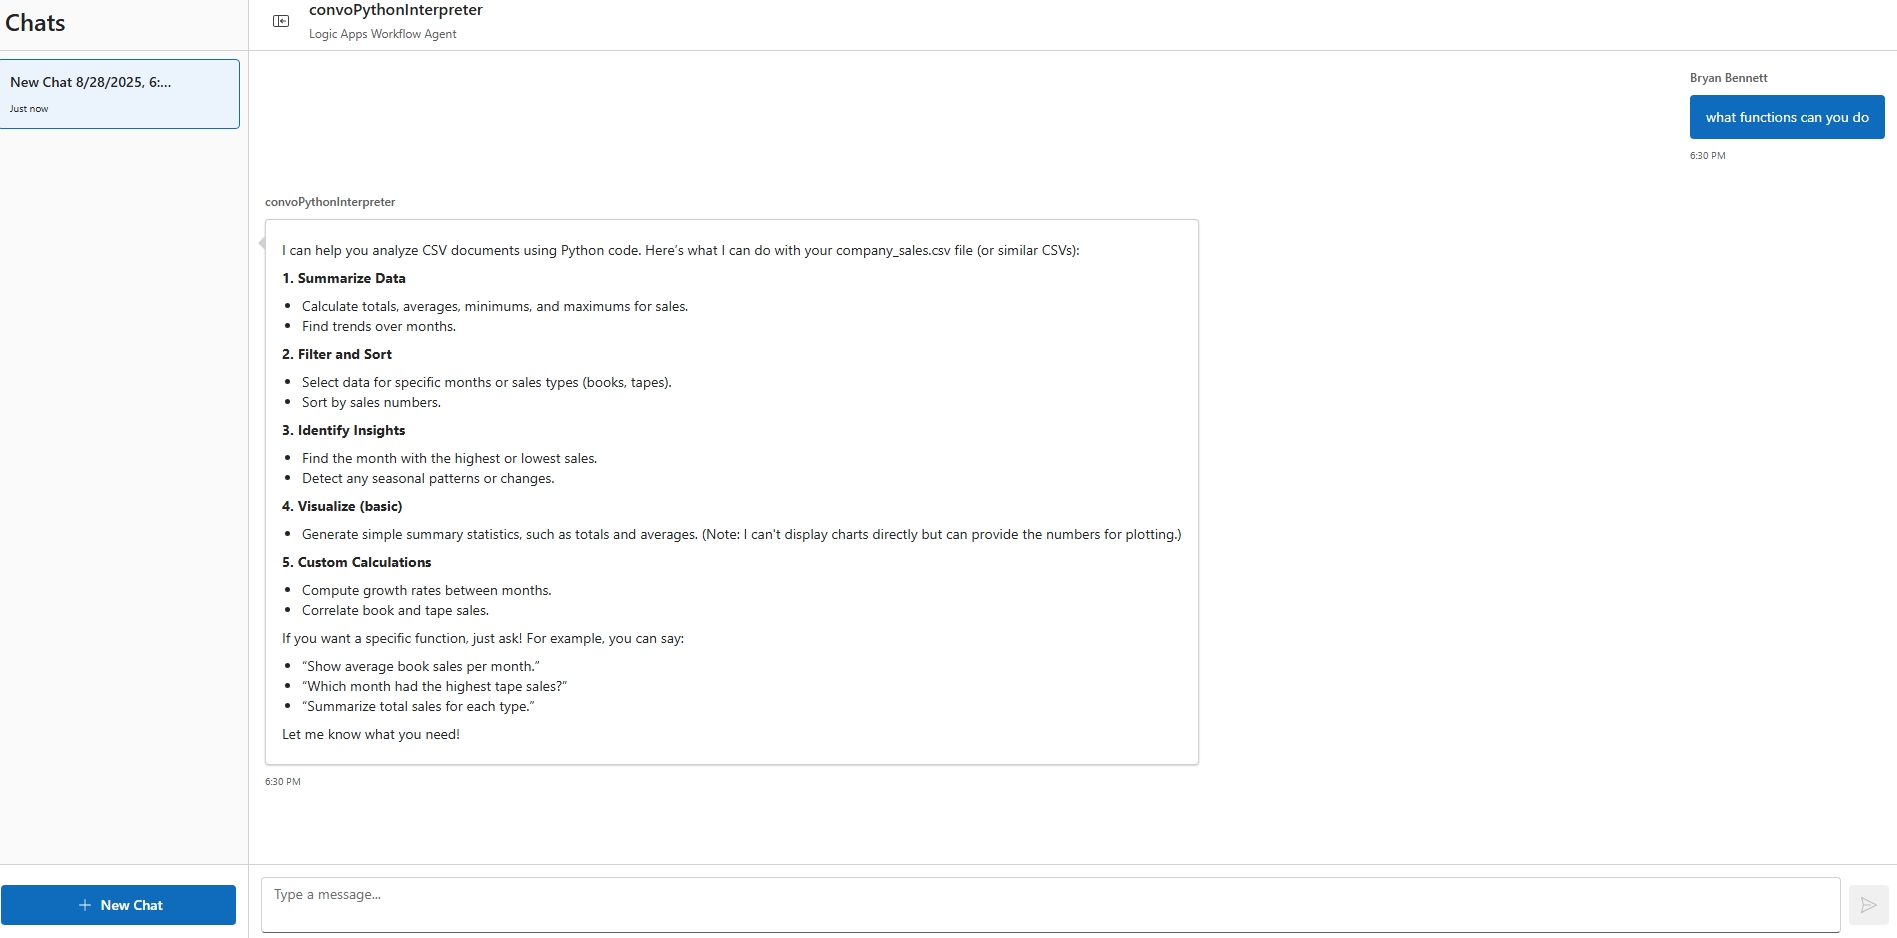 Chats
convoPythonInterpreter
Logic Apps Workflow Agent
New Chat 8/28/2025, 6:...
Just now
Bryan Bennett
what functions can you do
6:30 PM
convoPythonInterpreter
I can help you analyze CSV documents using Python code. Here’s what I can do with your company_sales.csv file (or similar CSVs):
1. Summarize Data
• Calculate totals, averages, minimums, and maximums for sales.
• Find trends over months.
2. Filter and Sort
• Select data for specific months or sales types (books, tapes).
• Sort by sales numbers.
3. Identify Insights
• Find the month with the highest or lowest sales.
• Detect any seasonal patterns or changes.
4. Visualize (basic)
• Generate simple summary statistics, such as totals and averages. (Note: I can't display charts directly but can provide the numbers for plotting.)
5. Custom Calculations
• Compute growth rates between months.
• Correlate book and tape sales.
If you want a specific function, just ask! For example, you can say:
• “Show average book sales per month.”
• “Which month had the highest tape sales?”
• “Summarize total sales for each type.”
Let me know what you need!
6:30 PM
+ New Chat
Type a message...